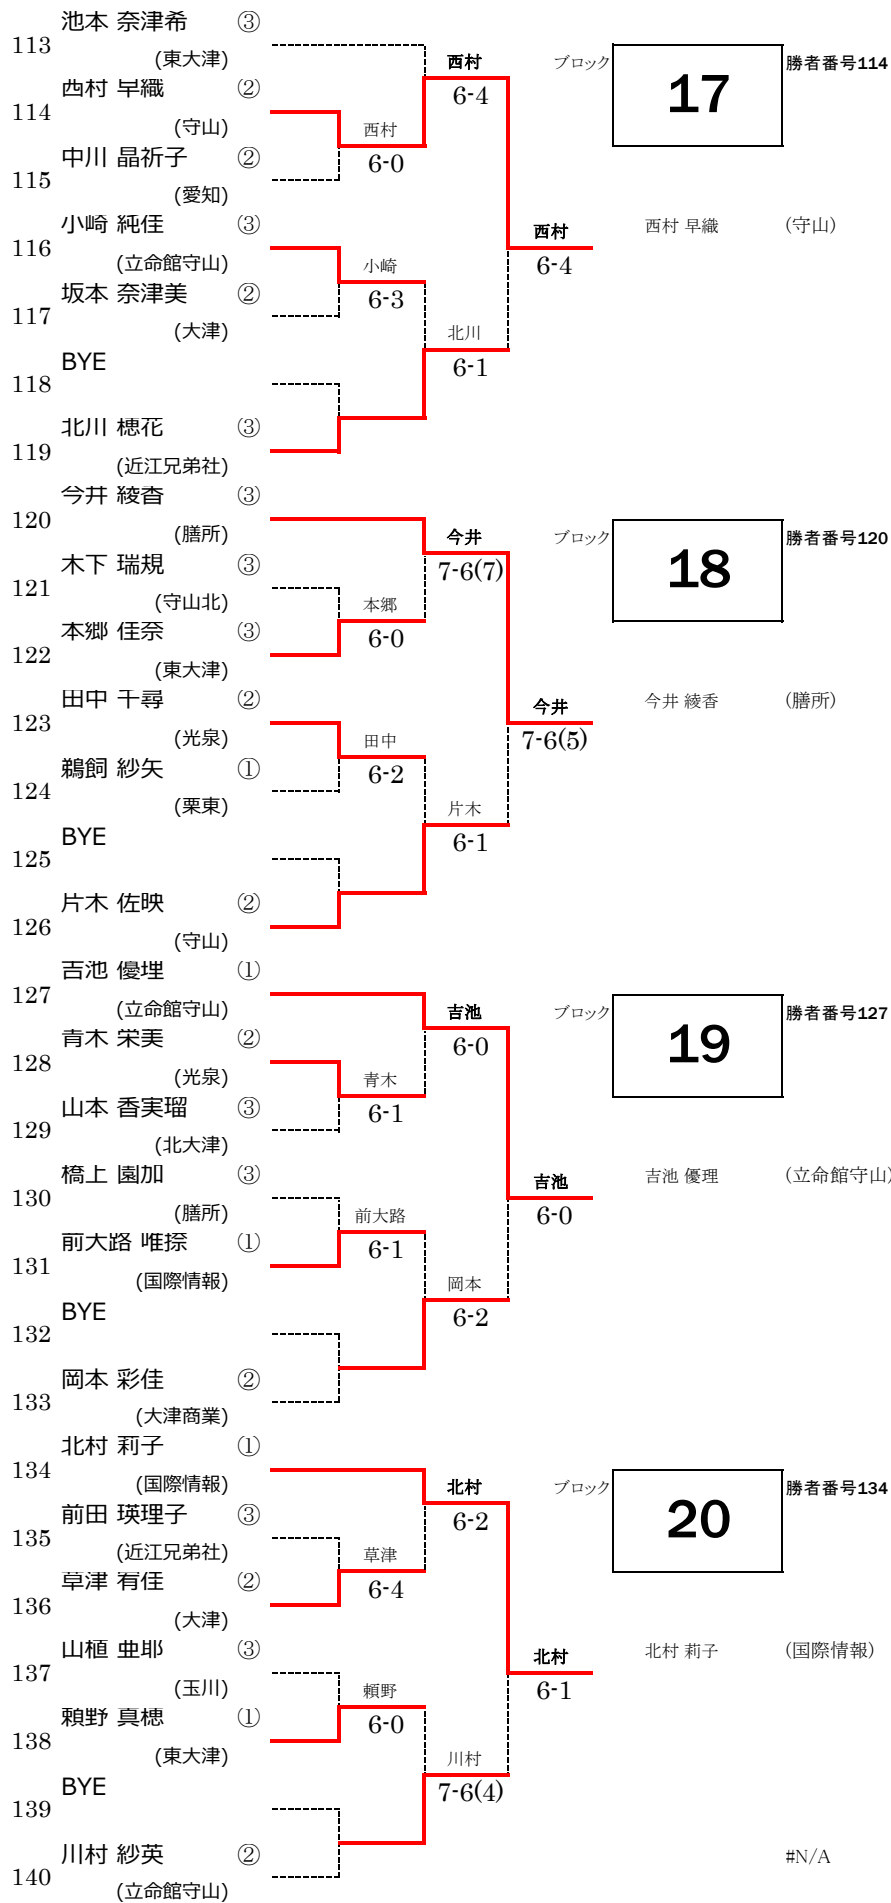 池本 奈津希 ③
113
(東大津)
西村 早織 ②
114
(守山)
中川 晶祈子 ②
115
(愛知)
小崎 純佳 ③
116
(立命館守山)
坂本 奈津美 ②
117
(大津)
BYE
118
北川 穂花 ③
119
(近江兄弟社)
西村
6-0
小崎
6-3
西村
6-4
北川
6-1
西村
6-4
ブロック
17
勝者番号114
西村 早織 (守山)
今井 綾香 ③
120
(膳所)
木下 瑞規 ③
121
(守山北)
本郷 佳奈 ③
122
(東大津)
田中 千尋 ②
123
(光泉)
鵜飼 紗矢 ①
124
(栗東)
BYE
125
片木 佐映 ②
126
(守山)
本郷
6-0
田中
6-2
今井
7-6(7)
片木
6-1
今井
7-6(5)
ブロック
18
勝者番号120
今井 綾香 (膳所)
吉池 優理 ①
127
(立命館守山)
青木 栄美 ②
128
(光泉)
山本 香実瑠 ③
129
(北大津)
橋上 園加 ③
130
(膳所)
前大路 唯捺 ①
131
(国際情報)
BYE
132
岡本 彩佳 ②
133
(大津商業)
青木
6-1
前大路
6-1
吉池
6-0
岡本
6-2
吉池
6-0
ブロック
19
勝者番号127
吉池 優理 (立命館守山)
北村 莉子 ①
134
(国際情報)
前田 瑛理子 ③
135
(近江兄弟社)
草津 有佳 ②
136
(大津)
山植 亜耶 ③
137
(玉川)
頼野 真穂 ①
138
(東大津)
BYE
139
川村 紗英 ②
140
(立命館守山)
草津
6-4
頼野
6-0
北村
6-2
川村
7-6(4)
北村
6-1
ブロック
20
勝者番号134
北村 莉子 (国際情報)
#N/A